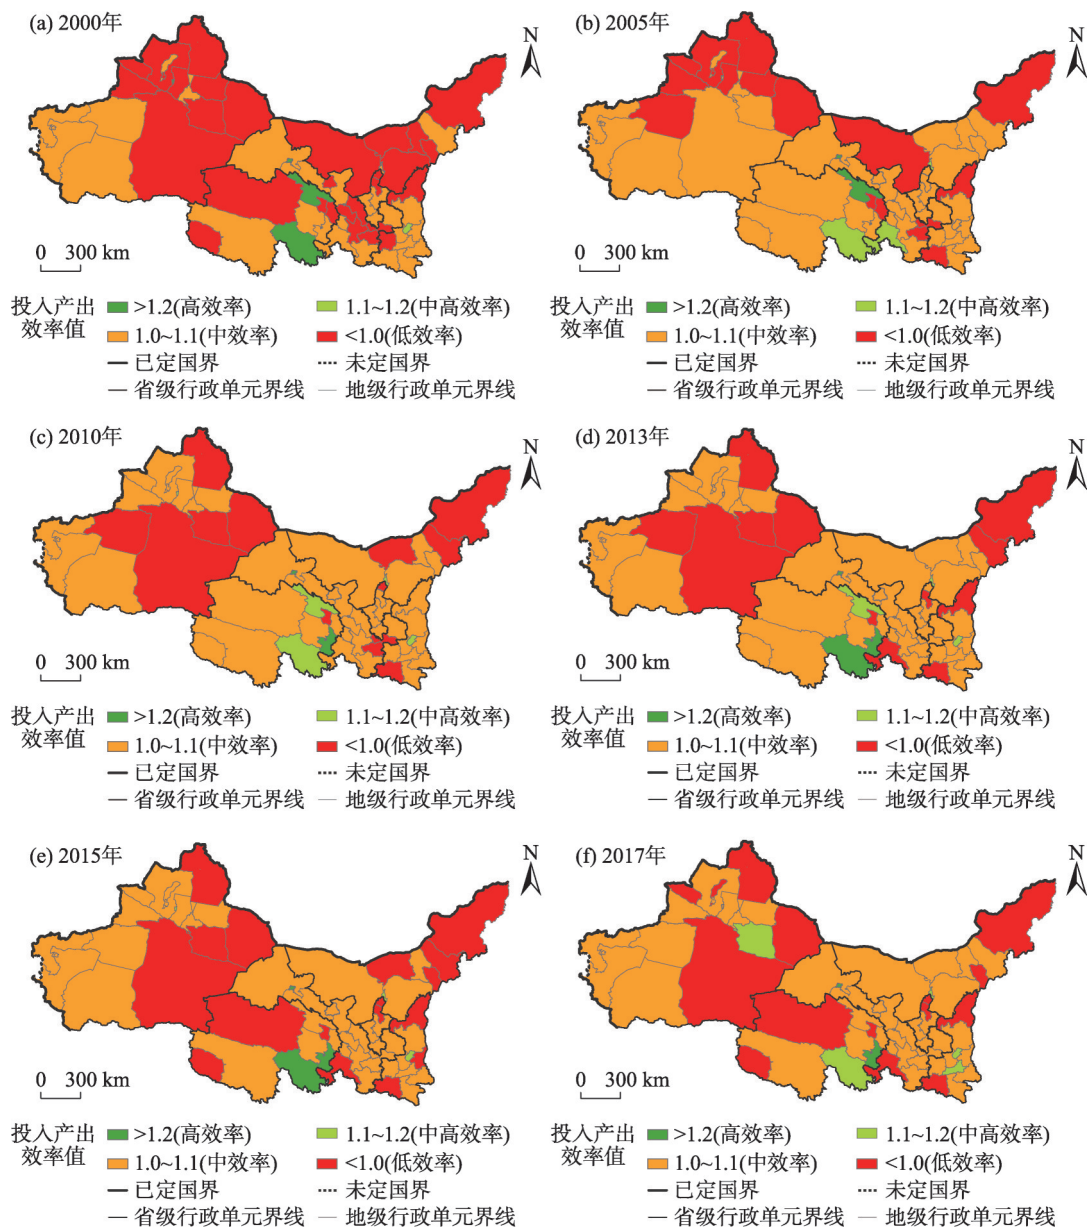 (a) 2000年
N
0 300 km
投入产出
效率值
>1.2(高效率)
1.1~1.2(中高效率)
1.0~1.1(中效率)
<1.0(低效率)
已定国界
未定国界
省级行政单元界线
地级行政单元界线
(b) 2005年
N
0 300 km
投入产出
效率值
>1.2(高效率)
1.1~1.2(中高效率)
1.0~1.1(中效率)
<1.0(低效率)
已定国界
未定国界
省级行政单元界线
地级行政单元界线
(c) 2010年
N
0 300 km
投入产出
效率值
>1.2(高效率)
1.1~1.2(中高效率)
1.0~1.1(中效率)
<1.0(低效率)
已定国界
未定国界
省级行政单元界线
地级行政单元界线
(d) 2013年
N
0 300 km
投入产出
效率值
>1.2(高效率)
1.1~1.2(中高效率)
1.0~1.1(中效率)
<1.0(低效率)
已定国界
未定国界
省级行政单元界线
地级行政单元界线
(e) 2015年
N
0 300 km
投入产出
效率值
>1.2(高效率)
1.1~1.2(中高效率)
1.0~1.1(中效率)
<1.0(低效率)
已定国界
未定国界
省级行政单元界线
地级行政单元界线
(f) 2017年
N
0 300 km
投入产出
效率值
>1.2(高效率)
1.1~1.2(中高效率)
1.0~1.1(中效率)
<1.0(低效率)
已定国界
未定国界
省级行政单元界线
地级行政单元界线